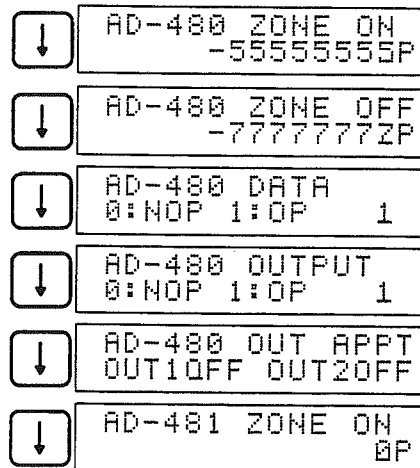 AD-480 ZONE ON
-55555555P
AD-480 ZONE OFF
-7777777ZP
AD-480 DATA
0:NOP 1:OP 1
AD-480 OUTPUT
0:NOP 1:OP 1
AD-480 OUT APPT
OUT1OFF OUT2OFF
AD-481 ZONE ON
0P